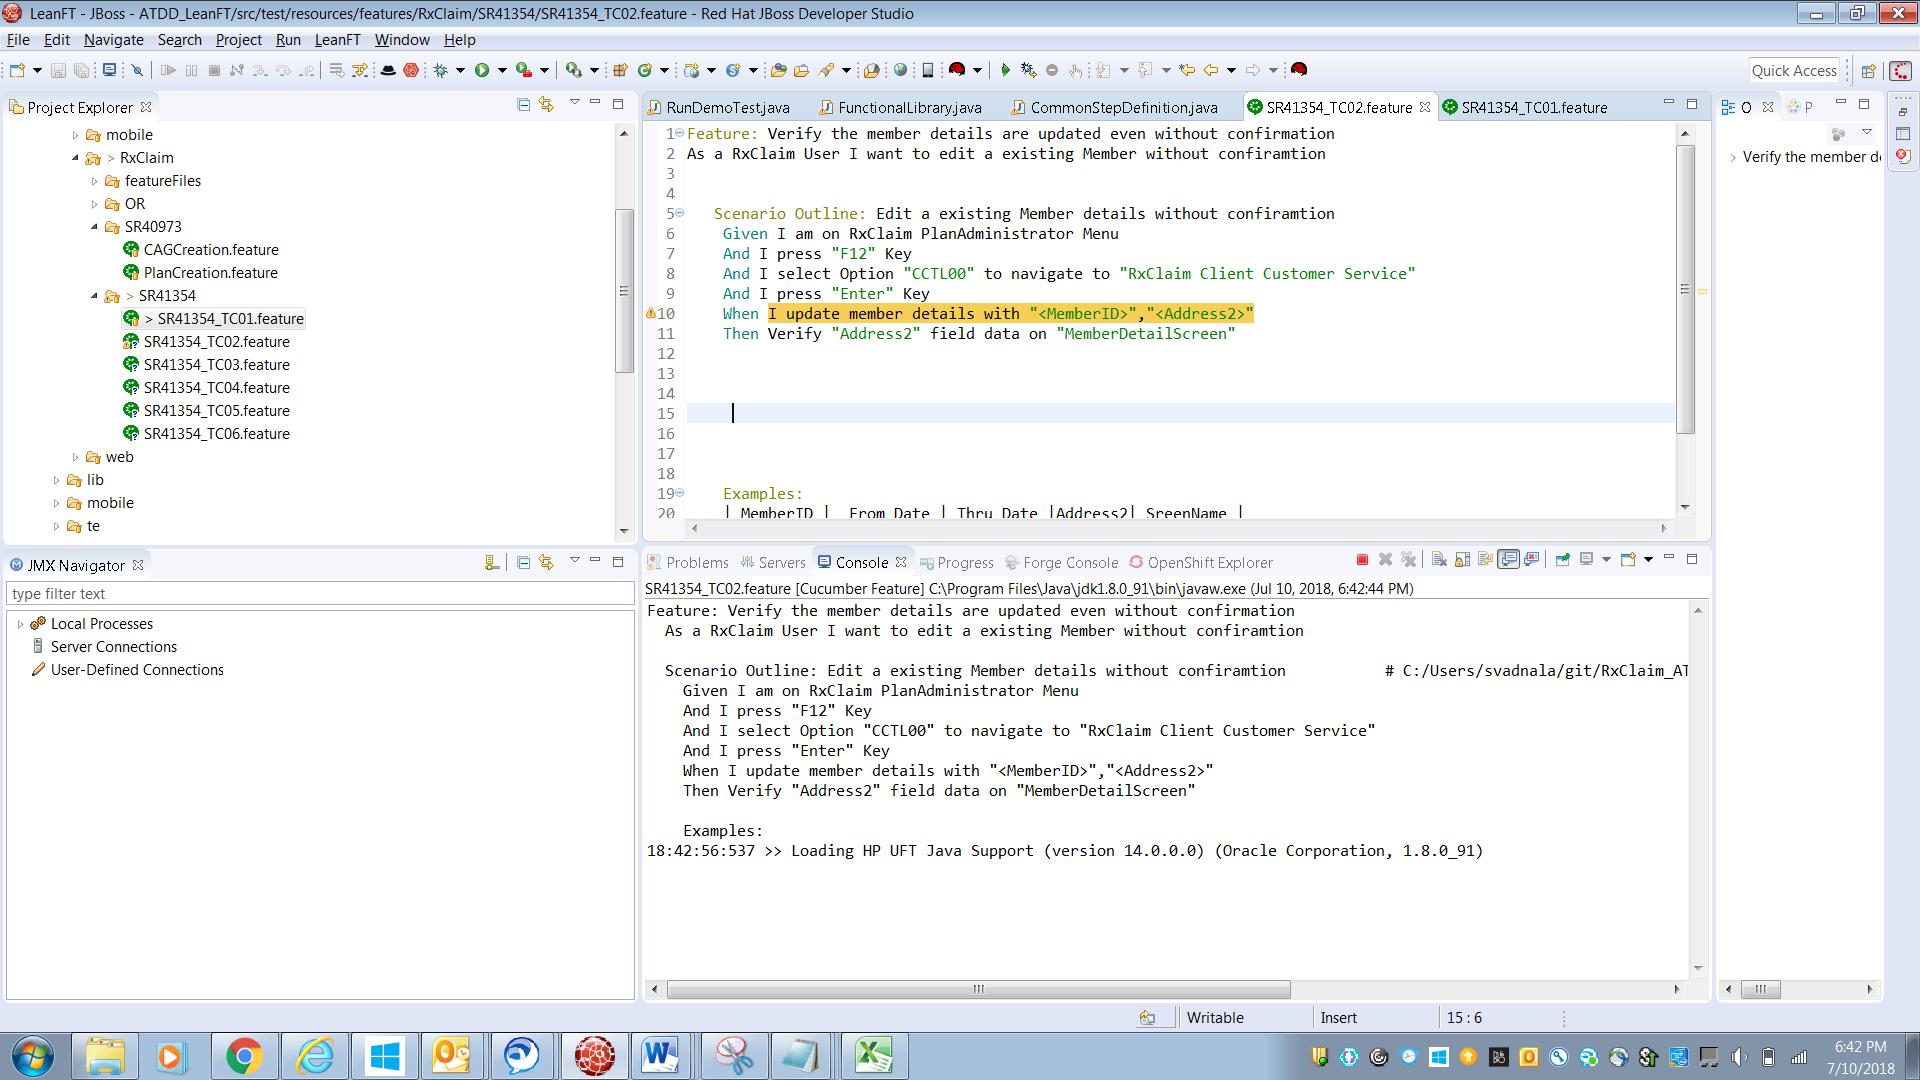 LeanFT - JBoss - ATDD_LeanFT/src/test/resources/features/RxClaim/SR41354/SR41354_TC02.feature - Red Hat JBoss Developer Studio
File Edit Navigate Search Project Run LeanFT Window Help
Quick Access
Project Explorer
mobile
> RxClaim
featureFiles
OR
SR40973
CAGCreation.feature
PlanCreation.feature
> SR41354
> SR41354_TC01.feature
SR41354_TC02.feature
SR41354_TC03.feature
SR41354_TC04.feature
SR41354_TC05.feature
SR41354_TC06.feature
web
lib
mobile
te
RunDemoTest.java FunctionalLibrary.java CommonStepDefinition.java SR41354_TC02.feature SR41354_TC01.feature
1 Feature: Verify the member details are updated even without confirmation
2 As a RxClaim User I want to edit a existing Member without confiramtion
3
4
5 Scenario Outline: Edit a existing Member details without confiramtion
6 Given I am on RxClaim PlanAdministrator Menu
7 And I press "F12" Key
8 And I select Option "CCTL00" to navigate to "RxClaim Client Customer Service"
9 And I press "Enter" Key
10 When I update member details with "<MemberID>","<Address2>"
11 Then Verify "Address2" field data on "MemberDetailScreen"
12
13
14
15
16
17
18
19 Examples:
20 | MemberID | From Date | Thru Date |Address2| SreenName |
O P
Verify the member de
JMX Navigator
type filter text
Local Processes
Server Connections
User-Defined Connections
Problems Servers Console Progress Forge Console OpenShift Explorer
SR41354_TC02.feature [Cucumber Feature] C:\Program Files\Java\jdk1.8.0_91\bin\javaw.exe (Jul 10, 2018, 6:42:44 PM)
Feature: Verify the member details are updated even without confirmation
As a RxClaim User I want to edit a existing Member without confiramtion
Scenario Outline: Edit a existing Member details without confiramtion # C:/Users/svadnala/git/RxClaim_AT
Given I am on RxClaim PlanAdministrator Menu
And I press "F12" Key
And I select Option "CCTL00" to navigate to "RxClaim Client Customer Service"
And I press "Enter" Key
When I update member details with "<MemberID>","<Address2>"
Then Verify "Address2" field data on "MemberDetailScreen"
Examples:
18:42:56:537 >> Loading HP UFT Java Support (version 14.0.0.0) (Oracle Corporation, 1.8.0_91)
Writable Insert 15 : 6
6:42 PM
7/10/2018